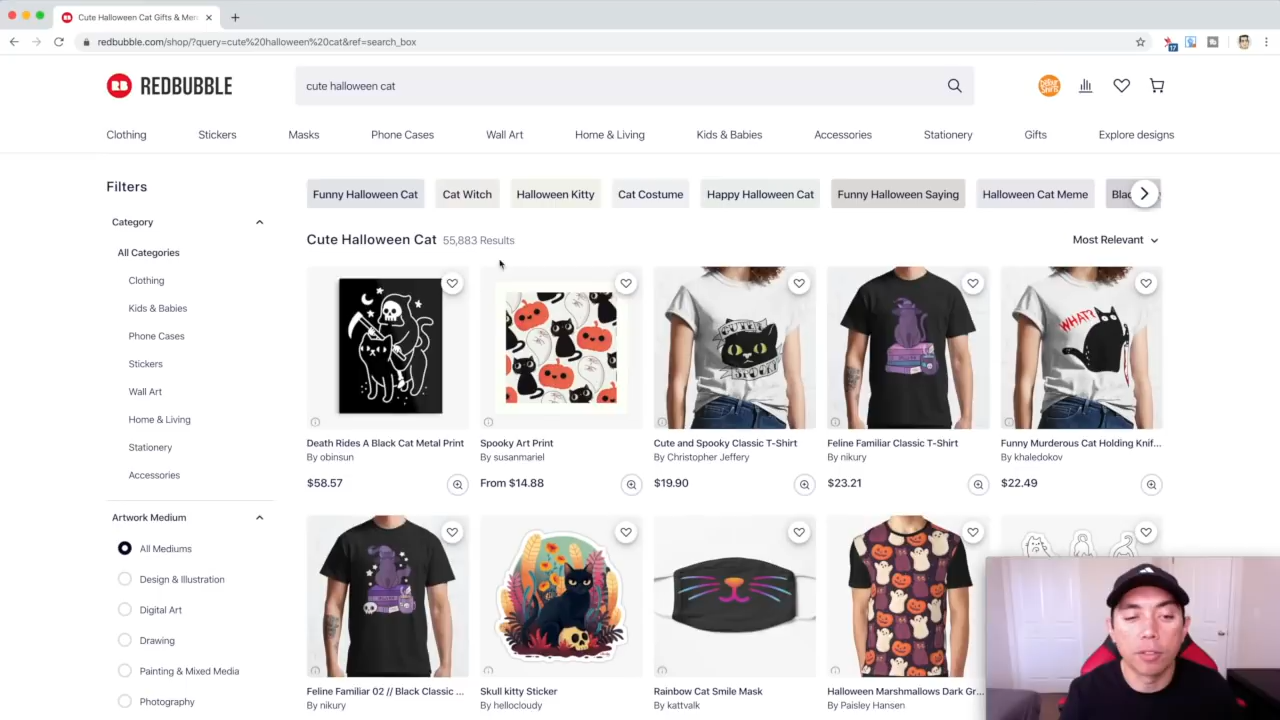 Cute Halloween Cat Gifts & Mer
redbubble.com/shop/?query=cute%20halloween%20cat&ref=search_box
17
RB REDBUBBLE
cute halloween cat
Clothing Stickers Masks Phone Cases Wall Art Home & Living Kids & Babies Accessories Stationery Gifts Explore designs
Filters
Funny Halloween Cat Cat Witch Halloween Kitty Cat Costume Happy Halloween Cat Funny Halloween Saying Halloween Cat Meme Blac
Category
Cute Halloween Cat 55,883 Results
Most Relevant
All Categories
Clothing
Kids & Babies
Phone Cases
Stickers
Wall Art
Home & Living
Stationery
Accessories
WHAT?
Death Rides A Black Cat Metal Print
By obinsun
$58.57
Spooky Art Print
By susanmariel
From $14.88
Cute and Spooky Classic T-Shirt
By Christopher Jeffery
$19.90
Feline Familiar Classic T-Shirt
By nikury
$23.21
Funny Murderous Cat Holding Knif...
By khaledokov
$22.49
Artwork Medium
All Mediums
Design & Illustration
Digital Art
Drawing
Painting & Mixed Media
Photography
Feline Familiar 02 // Black Classic ...
By nikury
Skull kitty Sticker
By hellocloudy
Rainbow Cat Smile Mask
By kattvalk
Halloween Marshmallows Dark Gr...
By Paisley Hansen